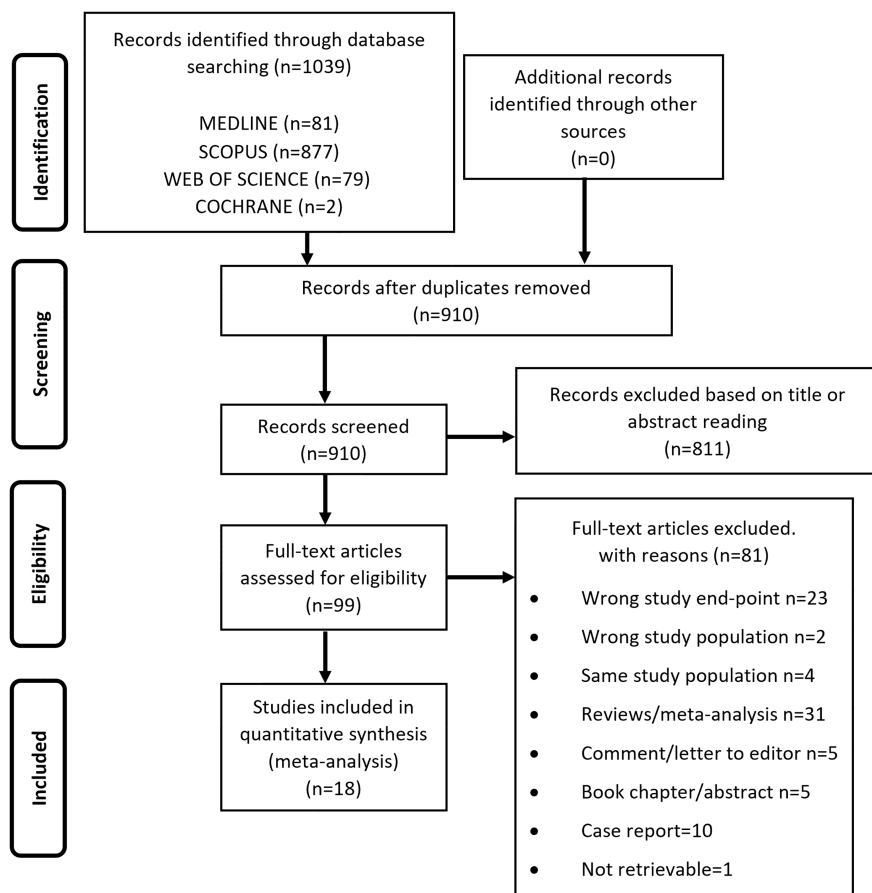 Identification
Records identified through database
searching (n=1039)
MEDLINE (n=81)
SCOPUS (n=877)
WEB OF SCIENCE (n=79)
COCHRANE (n=2)
Additional records
identified through other
sources
(n=0)
Screening
Records after duplicates removed
(n=910)
Records screened
(n=910)
Records excluded based on title or
abstract reading
(n=811)
Eligibility
Full-text articles
assessed for eligibility
(n=99)
Full-text articles excluded.
with reasons (n=81)
• Wrong study end-point n=23
• Wrong study population n=2
• Same study population n=4
• Reviews/meta-analysis n=31
• Comment/letter to editor n=5
• Book chapter/abstract n=5
• Case report=10
• Not retrievable=1
Included
Studies included in
quantitative synthesis
(meta-analysis)
(n=18)